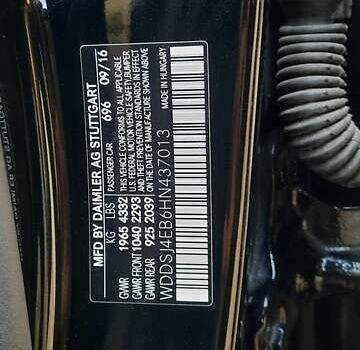 MFD BY DAIMLER AG STUTTGART
PASSENGER CAR 696 09/16
KG LBS
GVWR 1965 4332
GAWR FRONT 1040 2293
GAWR REAR 925 2039
THIS VEHICLE CONFORMS TO ALL APPLICABLE
U.S. FEDERAL MOTOR VEHICLE SAFETY, BUMPER
AND THEFT PREVENTION STANDARDS IN EFFECT
ON THE DATE OF MANUFACTURE SHOWN ABOVE
MADE IN HUNGARY
WDDSJ4EB6HN437013